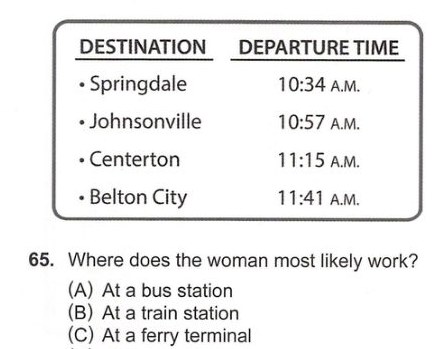 DESTINATION DEPARTURE TIME
• Springdale 10:34 A.M.
• Johnsonville 10:57 A.M.
• Centerton 11:15 A.M.
• Belton City 11:41 A.M.
65. Where does the woman most likely work?
(A) At a bus station
(B) At a train station
(C) At a ferry terminal